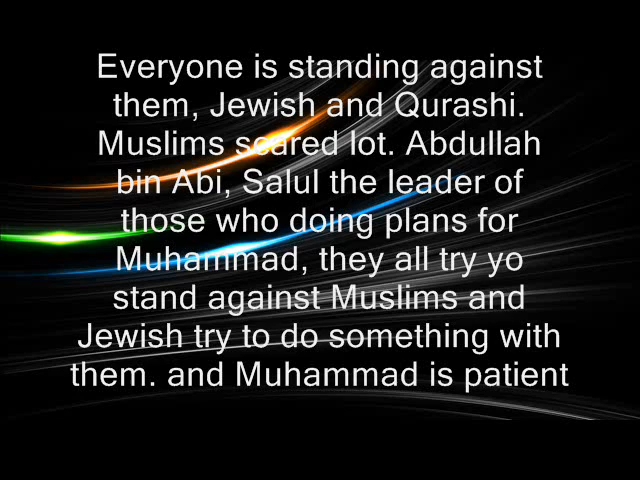 Everyone is standing against
them, Jewish and Qurashi.
Muslims scared lot. Abdullah
bin Abi, Salul the leader of
those who doing plans for
Muhammad, they all try yo
stand against Muslims and
Jewish try to do something with
them. and Muhammad is patient